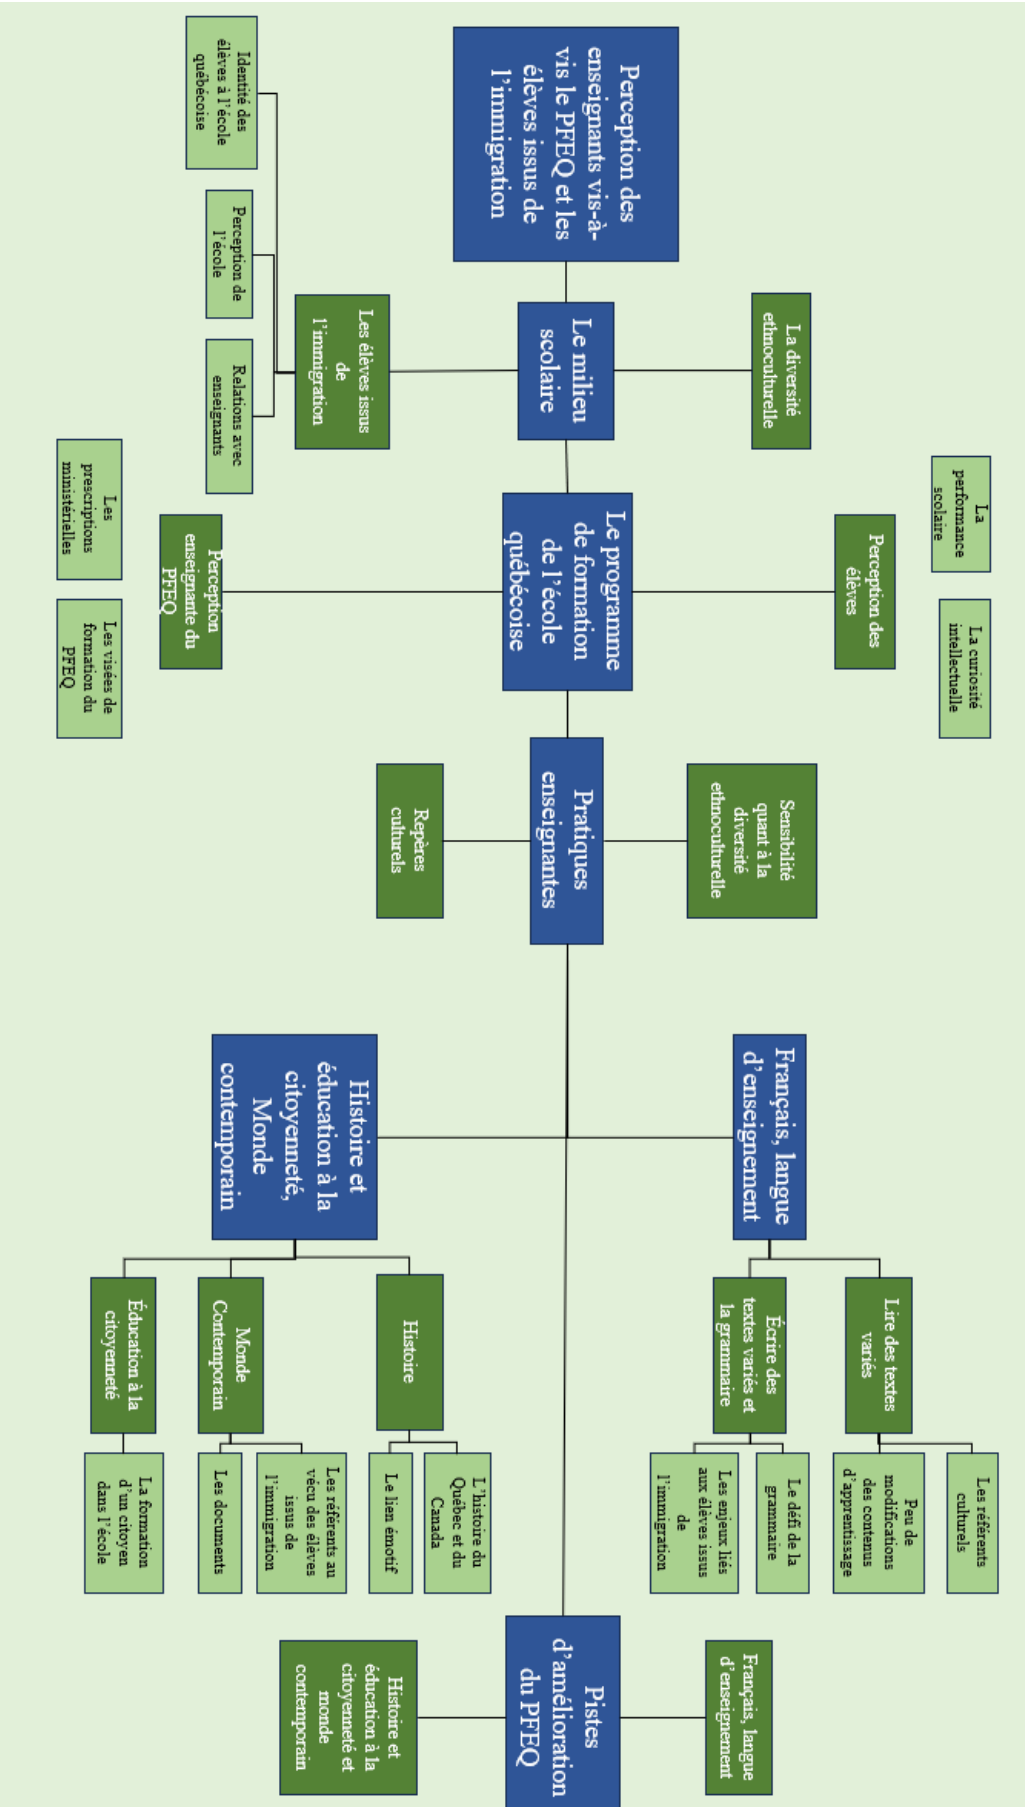 Perception des
enseignants vis-à-
vis le PFEQ et les
élèves issus de
l'immigration
Le milieu
scolaire
La diversité
ethnoculturelle
Les élèves issus
de
l'immigration
Identité des
élèves à l'école
québécoise
Perception de
l'école
Relations avec
enseignants
Le programme
de formation
de l'école
québécoise
Perception des
élèves
La
performance
scolaire
La curiosité
intellectuelle
Perception
enseignante du
PFEQ
Les
prescriptions
ministérielles
Les visées de
formation du
PFEQ
Pratiques
enseignantes
Sensibilité
quant à la
diversité
ethnoculturelle
Repères
culturels
Français, langue
d'enseignement
Lire des textes
variés
Les référents
culturels
Peu de
modifications
des contenus
d'apprentissage
Écrire des
textes variés et
la grammaire
Le défi de la
grammaire
Les enjeux liés
aux élèves issus
de
l'immigration
Histoire et
éducation à la
citoyenneté,
Monde
contemporain
Histoire
L'histoire du
Québec et du
Canada
Le lien émotif
Monde
Contemporain
Les référents au
vécu des élèves
issus de
l'immigration
Les documents
Éducation à la
citoyenneté
La formation
d'un citoyen
dans l'école
Pistes
d'amélioration
du PFEQ
Français, langue
d'enseignement
Histoire et
éducation à la
citoyenneté et
monde
contemporain